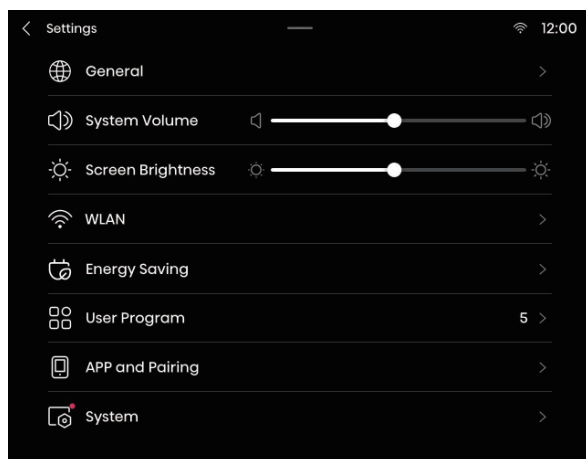 Settings 12:00
General
System Volume
Screen Brightness
WLAN
Energy Saving
User Program 5
APP and Pairing
System